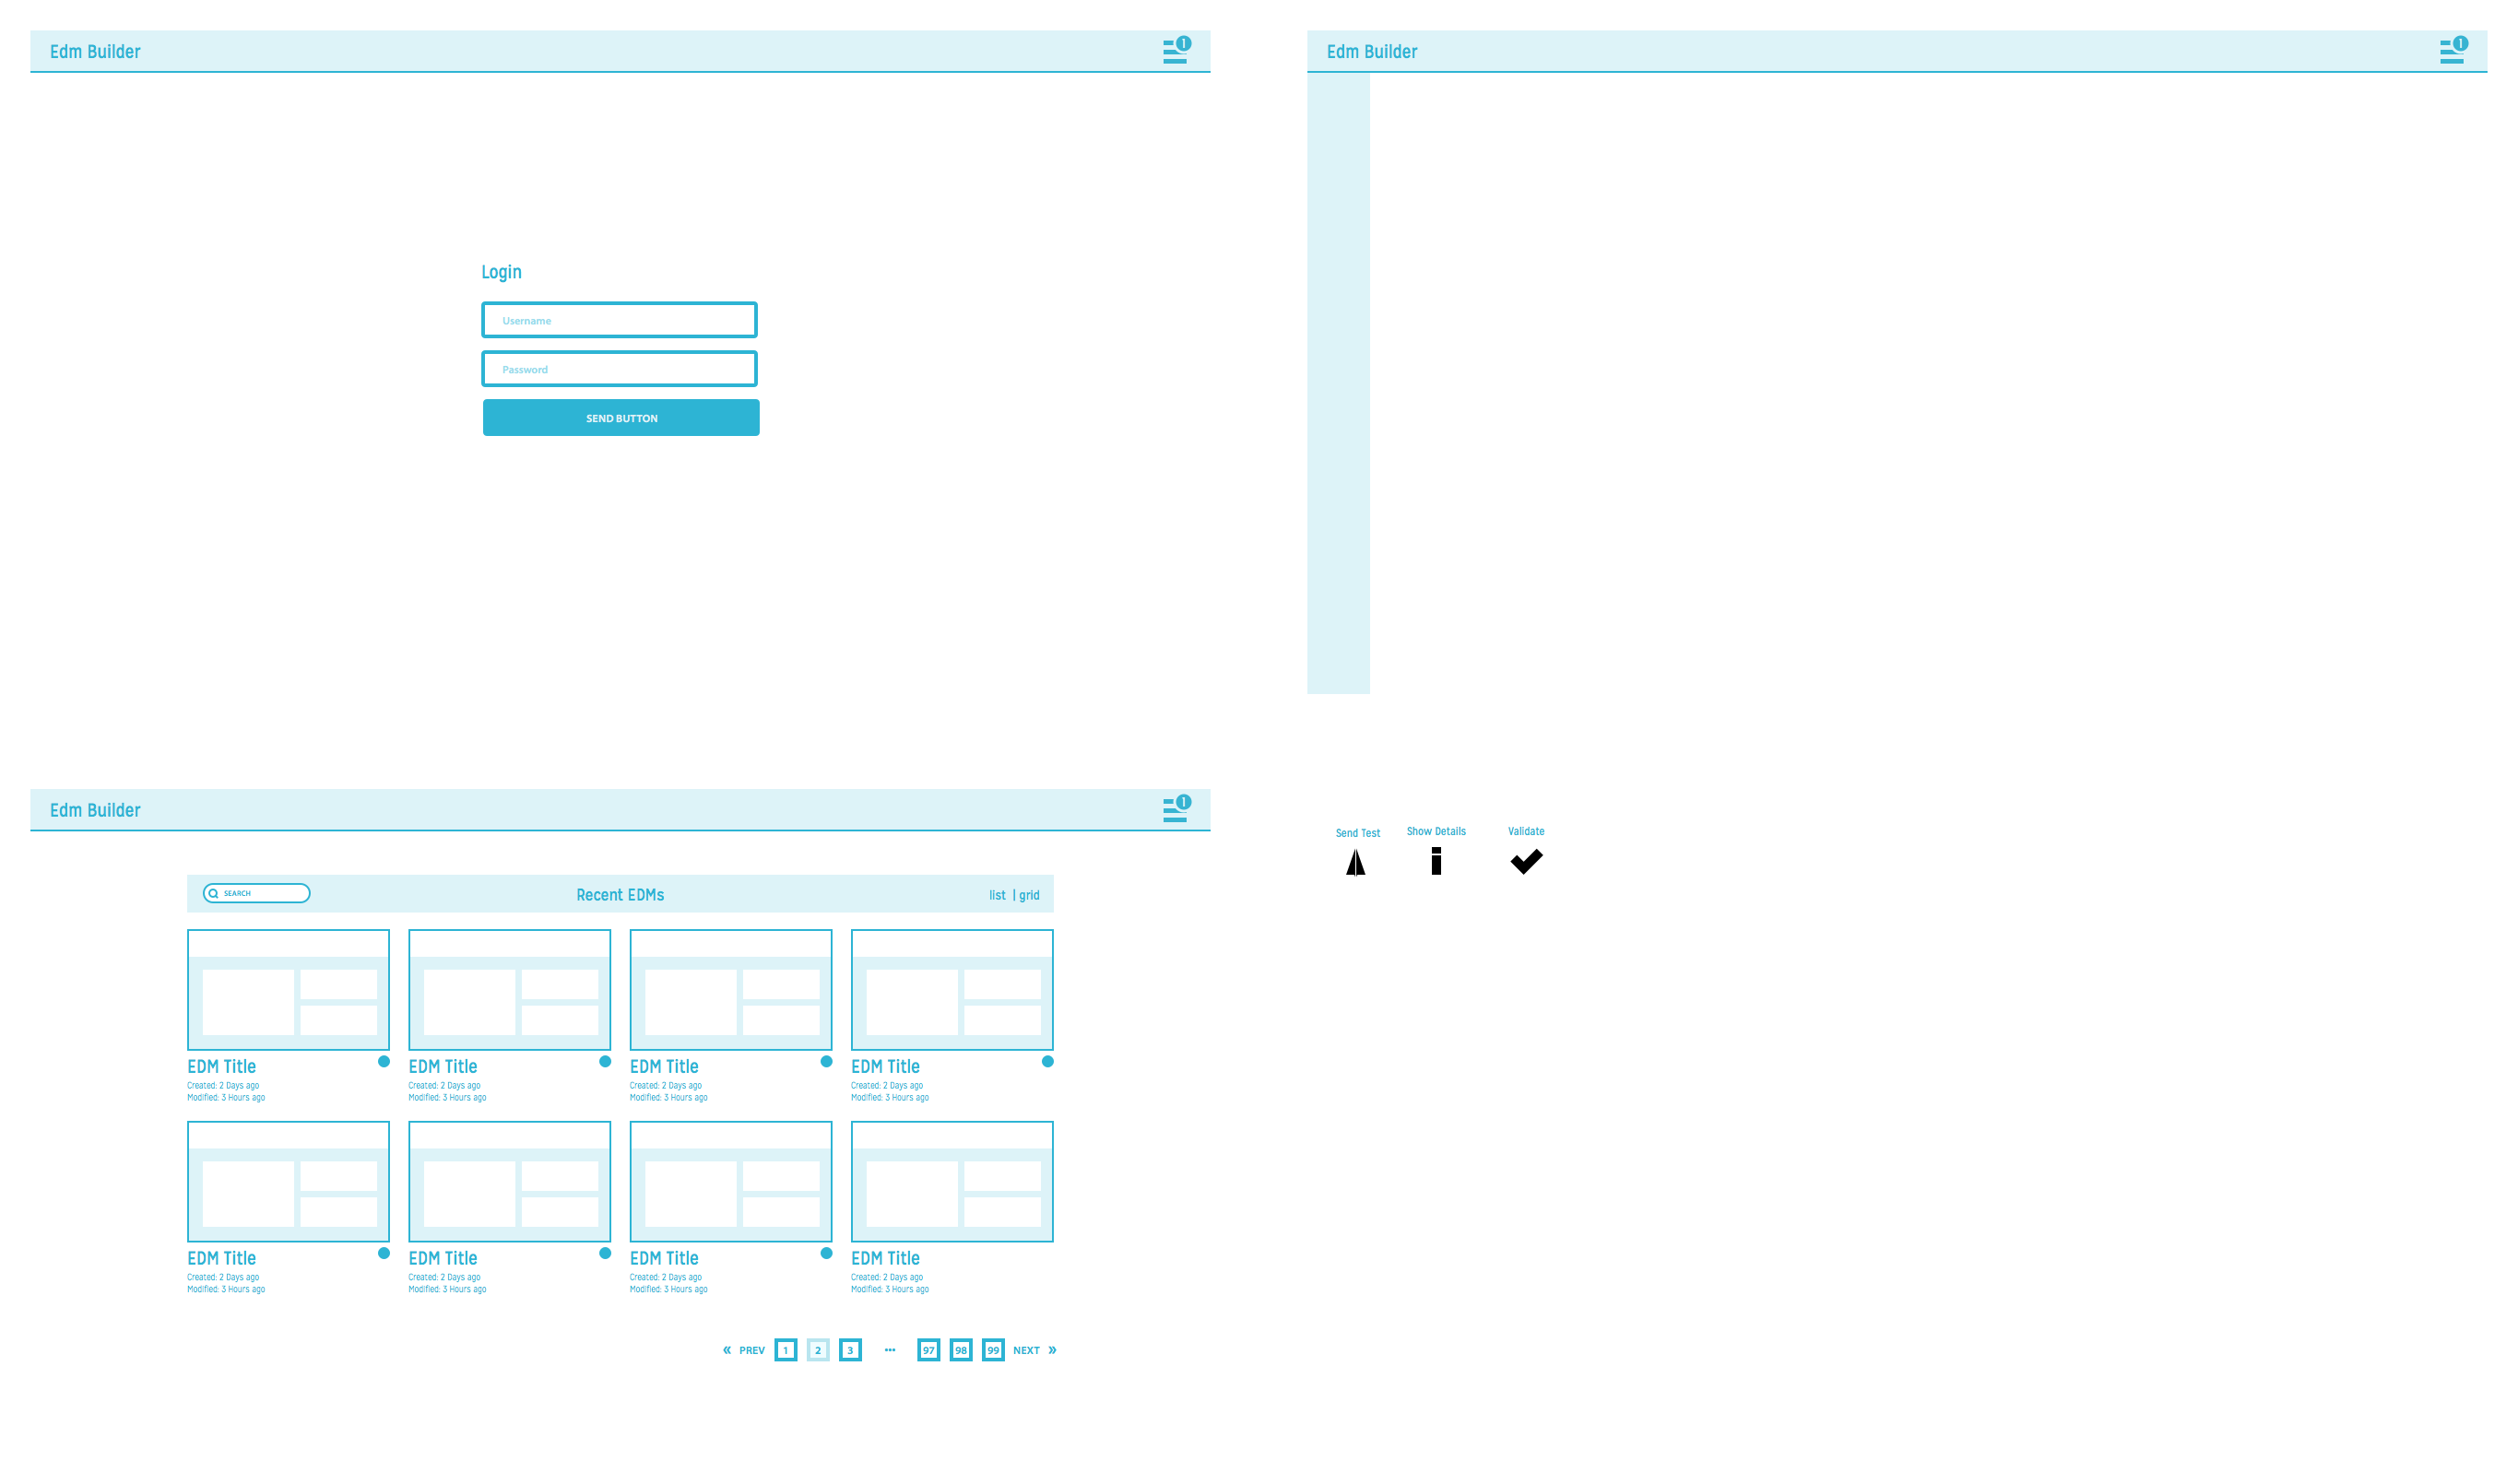 Edm Builder
1
Login
Username
Password
SEND BUTTON
Edm Builder
1
Edm Builder
1
SEARCH
Recent EDMs
list | grid
EDM Title
Created: 2 Days ago
Modified: 3 Hours ago
EDM Title
Created: 2 Days ago
Modified: 3 Hours ago
EDM Title
Created: 2 Days ago
Modified: 3 Hours ago
EDM Title
Created: 2 Days ago
Modified: 3 Hours ago
EDM Title
Created: 2 Days ago
Modified: 3 Hours ago
EDM Title
Created: 2 Days ago
Modified: 3 Hours ago
EDM Title
Created: 2 Days ago
Modified: 3 Hours ago
EDM Title
Created: 2 Days ago
Modified: 3 Hours ago
« PREV 1 2 3 ... 97 98 99 NEXT »
Send Test
Show Details
Validate